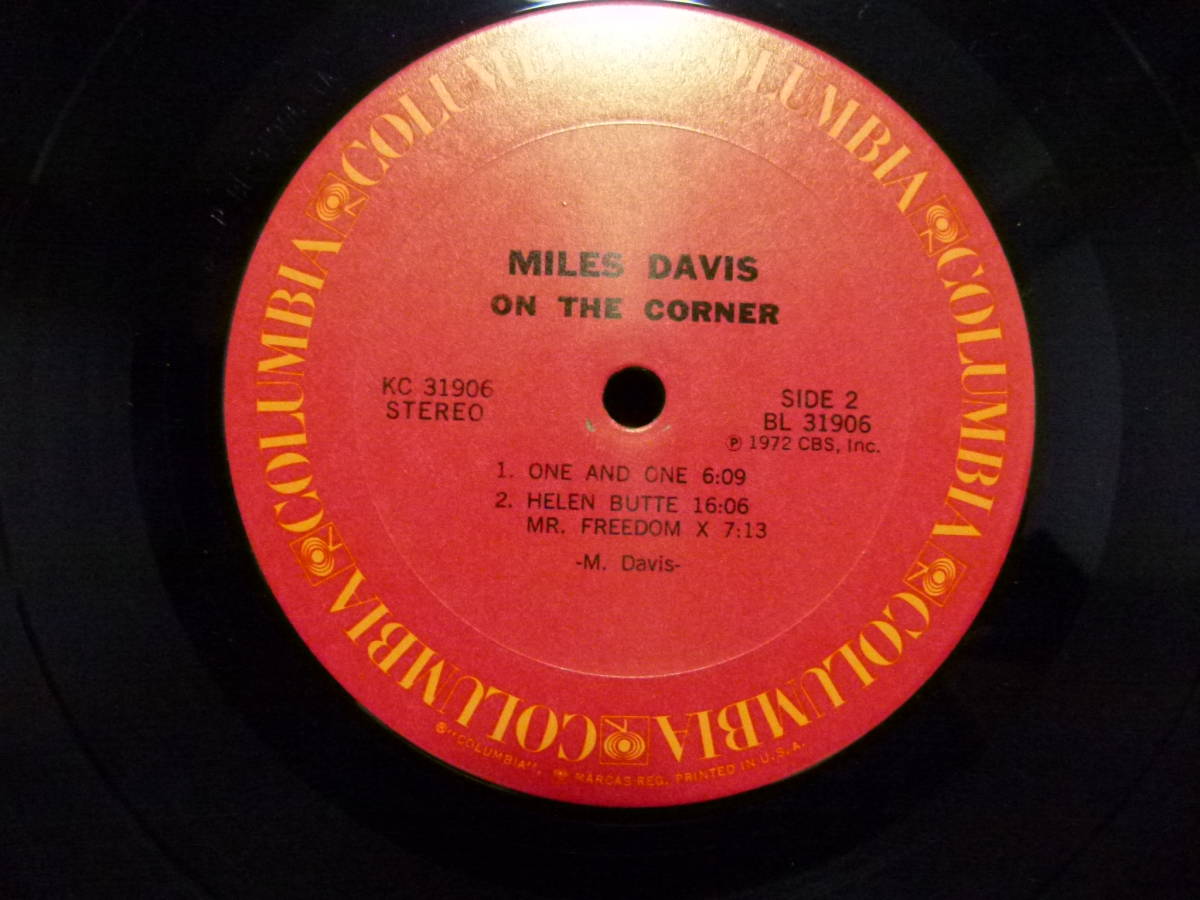 MILES DAVIS
ON THE CORNER
KC 31906
STEREO
SIDE 2
BL 31906
Ⓟ 1972 CBS, Inc.
1. ONE AND ONE 6:09
2. HELEN BUTTE 16:06
MR. FREEDOM X 7:13
-M. Davis-
COLUMBIA
COLUMBIA
COLUMBIA
COLUMBIA
COLUMBIA
COLUMBIA
®"COLUMBIA", MARCAS REG. PRINTED IN U.S.A.